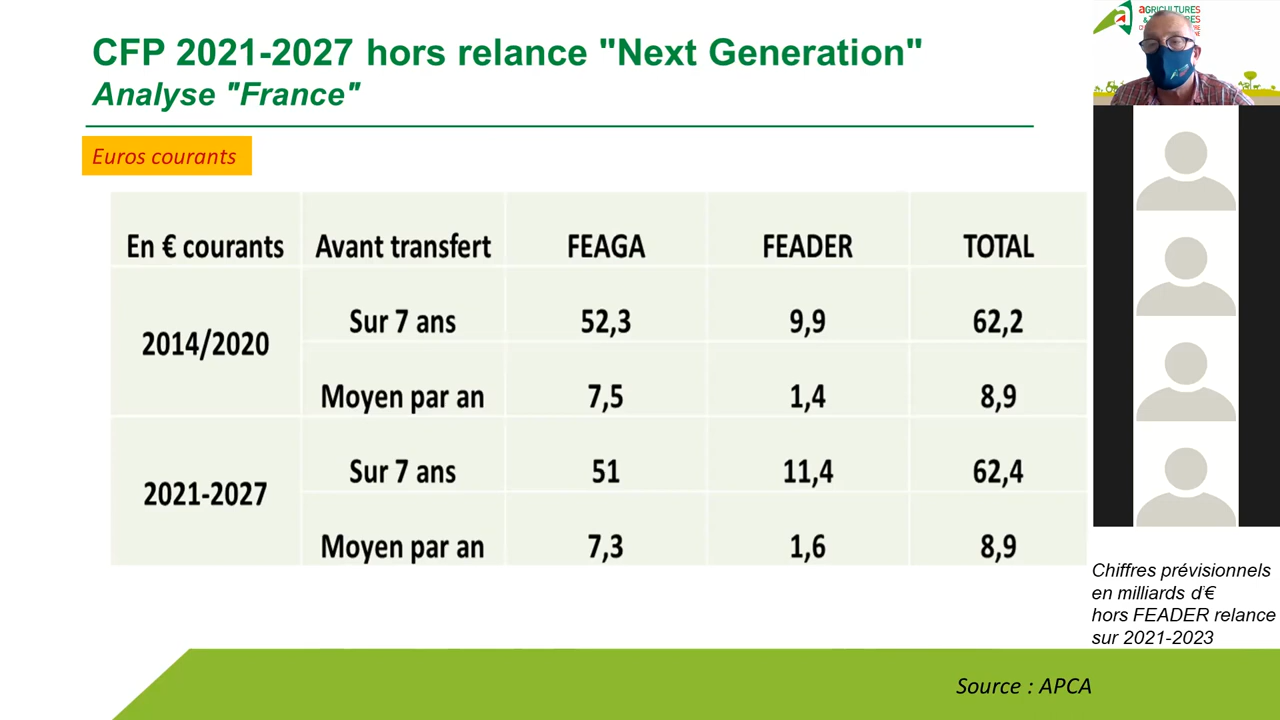 CFP 2021-2027 hors relance "Next Generation"
Analyse "France"
Euros courants
En € courants Avant transfert FEAGA FEADER TOTAL
2014/2020 Sur 7 ans 52,3 9,9 62,2
Moyen par an 7,5 1,4 8,9
2021-2027 Sur 7 ans 51 11,4 62,4
Moyen par an 7,3 1,6 8,9
Chiffres prévisionnels
en milliards d'€
hors FEADER relance
sur 2021-2023
Source : APCA
AGRICULTURES